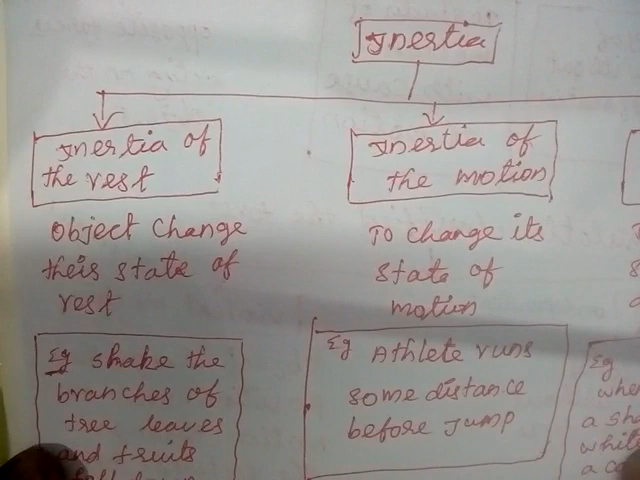 Inertia
Inertia of
the rest
Object change
theis state of
rest
Eg shake the
branches of
tree leaves
and fruits
Inertia of
the motion
To change its
state of
motion
Eg Athlete runs
some distance
before jump
Eg
a